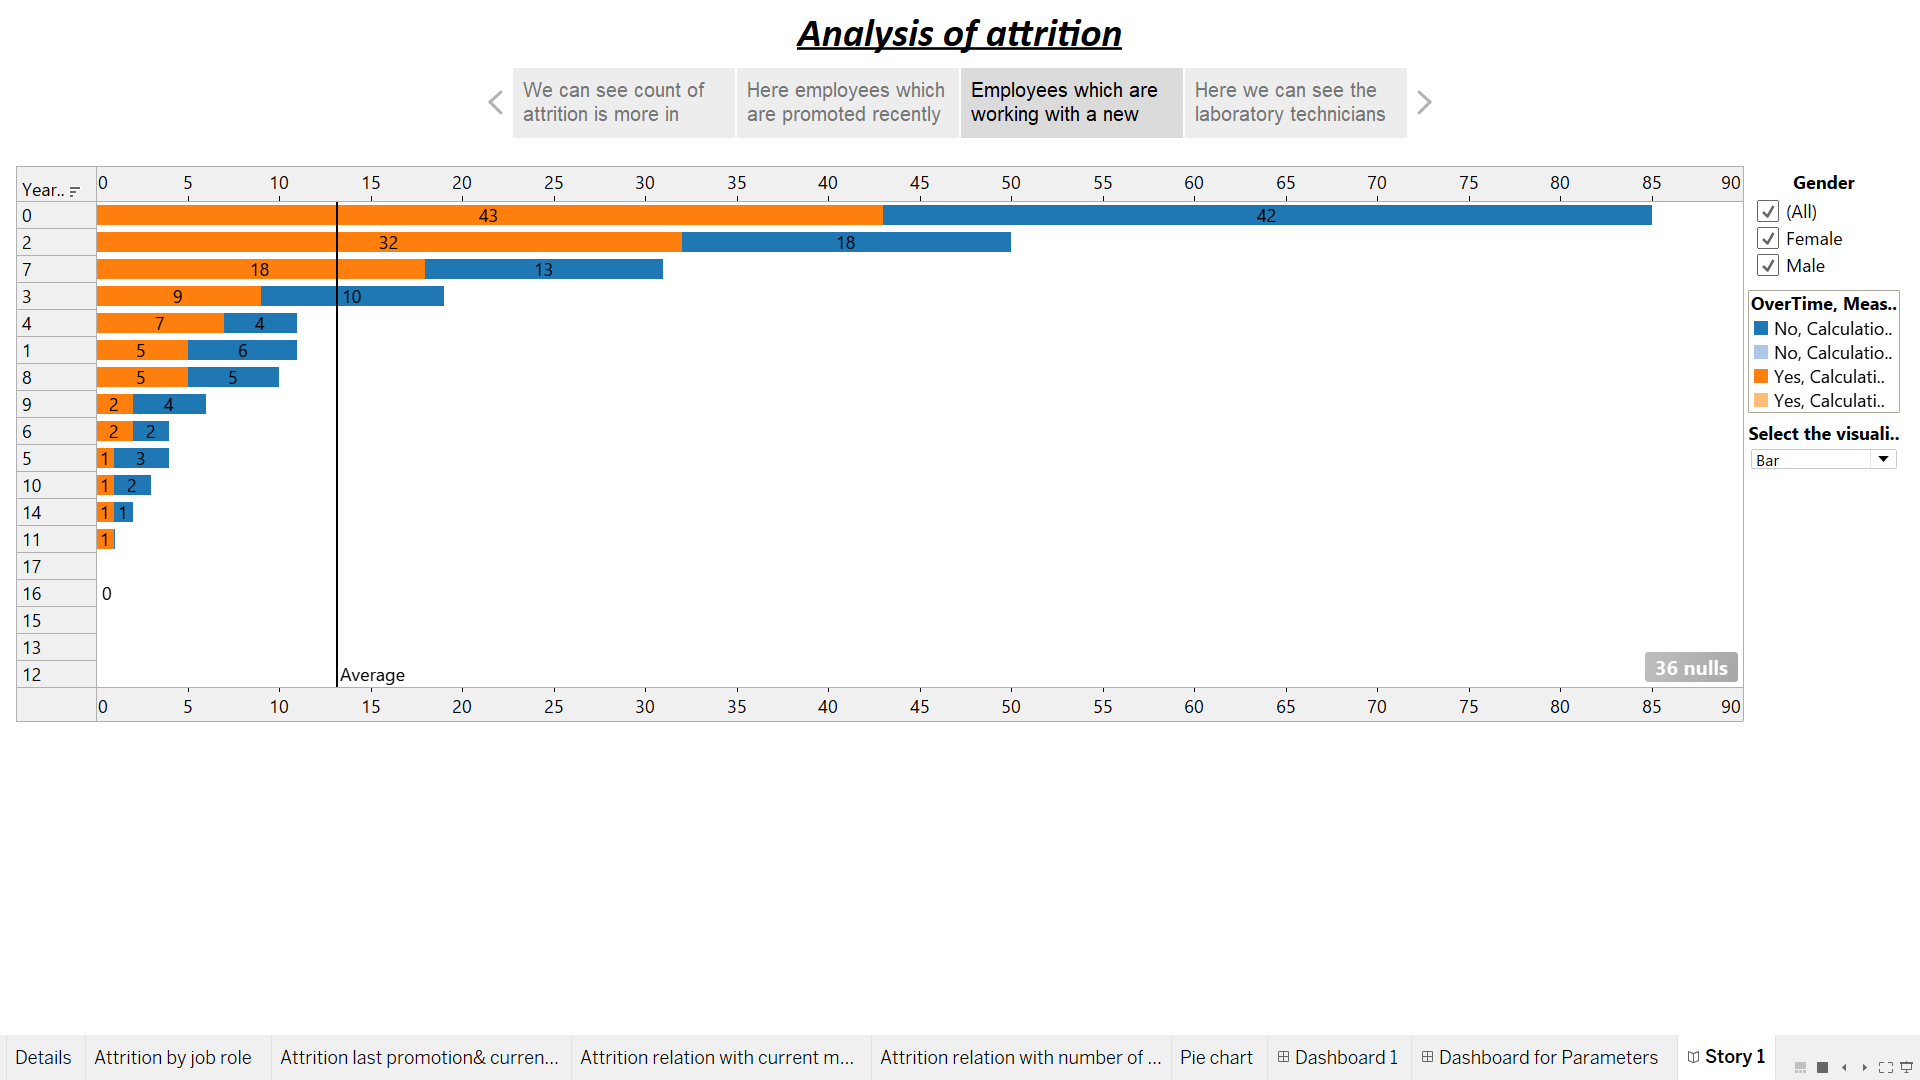 Analysis of attrition
We can see count of
attrition is more in
Here employees which
are promoted recently
Employees which are
working with a new
Here we can see the
laboratory technicians
Year..
0 5 10 15 20 25 30 35 40 45 50 55 60 65 70 75 80 85 90
0 43 42
2 32 18
7 18 13
3 9 10
4 7 4
1 5 6
8 5 5
9 2 4
6 2 2
5 1 3
10 1 2
14 1 1
11 1
17
16 0
15
13
12 Average
36 nulls
0 5 10 15 20 25 30 35 40 45 50 55 60 65 70 75 80 85 90
Gender
(All)
Female
Male
OverTime, Meas..
No, Calculatio..
No, Calculatio..
Yes, Calculati..
Yes, Calculati..
Select the visuali..
Bar
Details Attrition by job role Attrition last promotion& curren... Attrition relation with current m... Attrition relation with number of ... Pie chart Dashboard 1 Dashboard for Parameters Story 1